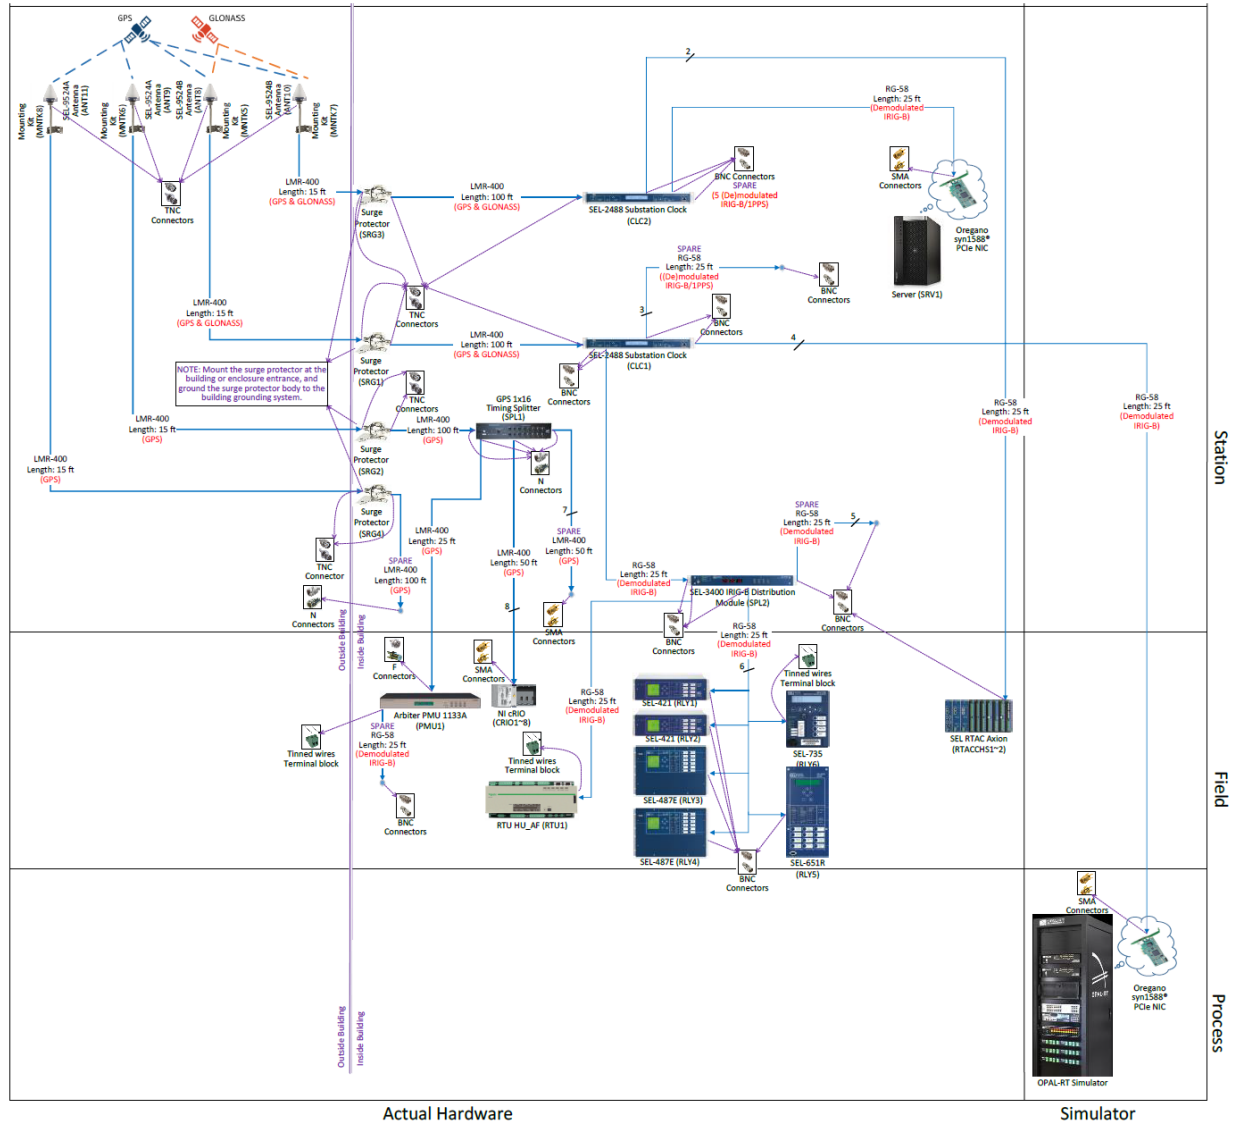 GPS
GLONASS
Mounting
Kit
(MNTK8)
SEL-9524A
Antenna
(ANT11)
Mounting
Kit
(MNTK6)
SEL-9524A
Antenna
(ANT9)
SEL-9524B
Antenna
(ANT8)
Mounting
Kit
(MNTK5)
SEL-9524B
Antenna
(ANT10)
Mounting
Kit
(MNTK7)
TNC
Connectors
LMR-400
Length: 15 ft
(GPS & GLONASS)
Surge
Protector
(SRG3)
LMR-400
Length: 100 ft
(GPS & GLONASS)
SEL-2488 Substation Clock
(CLC2)
BNC Connectors
SPARE
(5 (De)modulated
IRIG-B/1PPS)
2
RG-58
Length: 25 ft
(Demodulated
IRIG-B)
SMA
Connectors
Oregano
syn1588®
PCIe NIC
Server (SRV1)
SPARE
RG-58
Length: 25 ft
((De)modulated
IRIG-B/1PPS)
BNC
Connectors
3
BNC
Connectors
TNC
Connectors
LMR-400
Length: 15 ft
(GPS & GLONASS)
Surge
Protector
(SRG1)
LMR-400
Length: 100 ft
(GPS & GLONASS)
SEL-2488 Substation Clock
(CLC1)
4
BNC
Connectors
NOTE: Mount the surge protector at the
building or enclosure entrance, and
ground the surge protector body to the
building grounding system.
TNC
Connectors
LMR-400
Length: 15 ft
(GPS)
Surge
Protector
(SRG2)
LMR-400
Length: 100 ft
(GPS)
GPS 1x16
Timing Splitter
(SPL1)
N
Connectors
RG-58
Length: 25 ft
(Demodulated
IRIG-B)
RG-58
Length: 25 ft
(Demodulated
IRIG-B)
Station
LMR-400
Length: 15 ft
(GPS)
Surge
Protector
(SRG4)
TNC
Connector
SPARE
LMR-400
Length: 100 ft
(GPS)
N
Connectors
LMR-400
Length: 25 ft
(GPS)
LMR-400
Length: 50 ft
(GPS)
8
7
SPARE
LMR-400
Length: 50 ft
(GPS)
SMA
Connectors
RG-58
Length: 25 ft
(Demodulated
IRIG-B)
SEL-3400 IRIG-B Distribution
Module (SPL2)
SPARE
RG-58
Length: 25 ft
(Demodulated
IRIG-B)
5
BNC
Connectors
BNC
Connectors
RG-58
Length: 25 ft
(Demodulated
IRIG-B)
6
Outside Building
Inside Building
F
Connectors
SMA
Connectors
Arbiter PMU 1133A
(PMU1)
NI cRIO
(CRIO1~8)
RG-58
Length: 25 ft
(Demodulated
IRIG-B)
SEL-421 (RLY1)
SEL-421 (RLY2)
SEL-487E (RLY3)
SEL-487E (RLY4)
Tinned wires
Terminal block
SEL-735
(RLY6)
SEL-651R
(RLY5)
SEL RTAC Axion
(RTACCHS1~2)
Tinned wires
Terminal block
SPARE
RG-58
Length: 25 ft
(Demodulated
IRIG-B)
BNC
Connectors
Tinned wires
Terminal block
RTU HU_AF (RTU1)
BNC
Connectors
Field
SMA
Connectors
Oregano
syn1588®
PCIe NIC
OPAL-RT
OPAL-RT Simulator
Process
Outside Building
Inside Building
Actual Hardware
Simulator